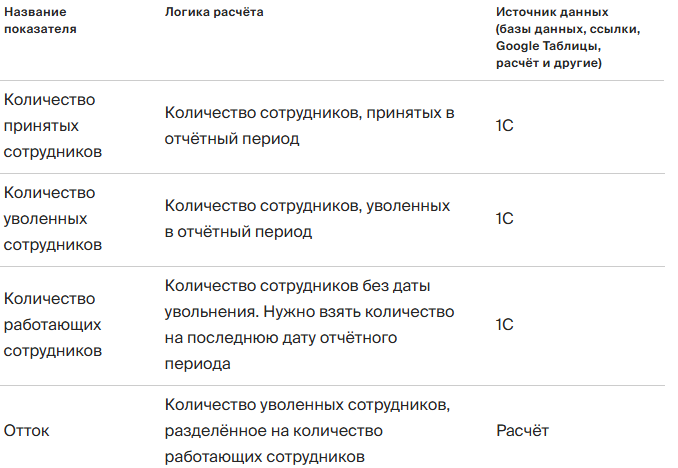 Название
показателя
Логика расчёта
Источник данных
(базы данных, ссылки,
Google Таблицы,
расчёт и другие)
Количество
принятых
сотрудников
Количество сотрудников, принятых в
отчётный период
1С
Количество
уволенных
сотрудников
Количество сотрудников, уволенных
в отчётный период
1С
Количество
работающих
сотрудников
Количество сотрудников без даты
увольнения. Нужно взять количество
на последнюю дату отчётного
периода
1С
Отток
Количество уволенных сотрудников,
разделённое на количество
работающих сотрудников
Расчёт